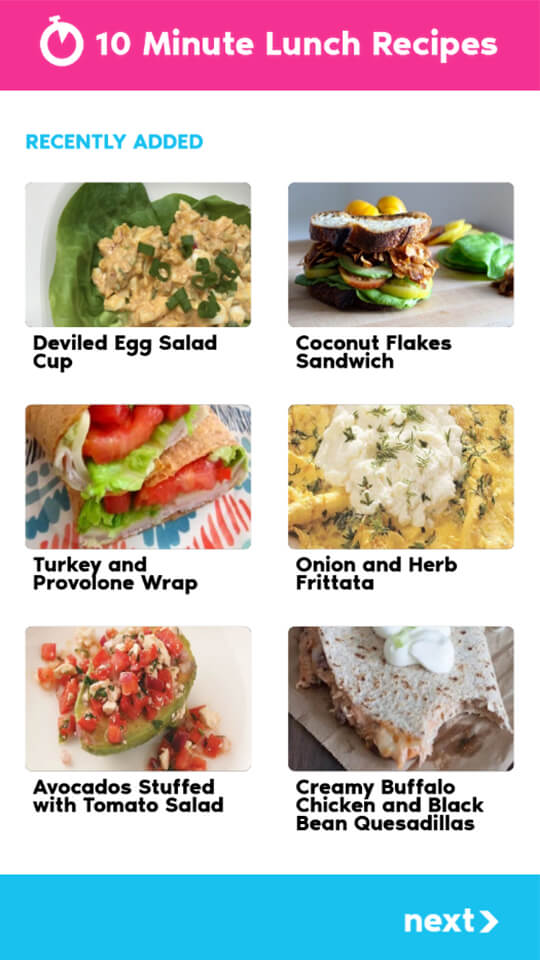 10 Minute Lunch Recipes
RECENTLY ADDED
Deviled Egg Salad
Cup
Coconut Flakes
Sandwich
Turkey and
Provolone Wrap
Onion and Herb
Frittata
Avocados Stuffed
with Tomato Salad
Creamy Buffalo
Chicken and Black
Bean Quesadillas
next